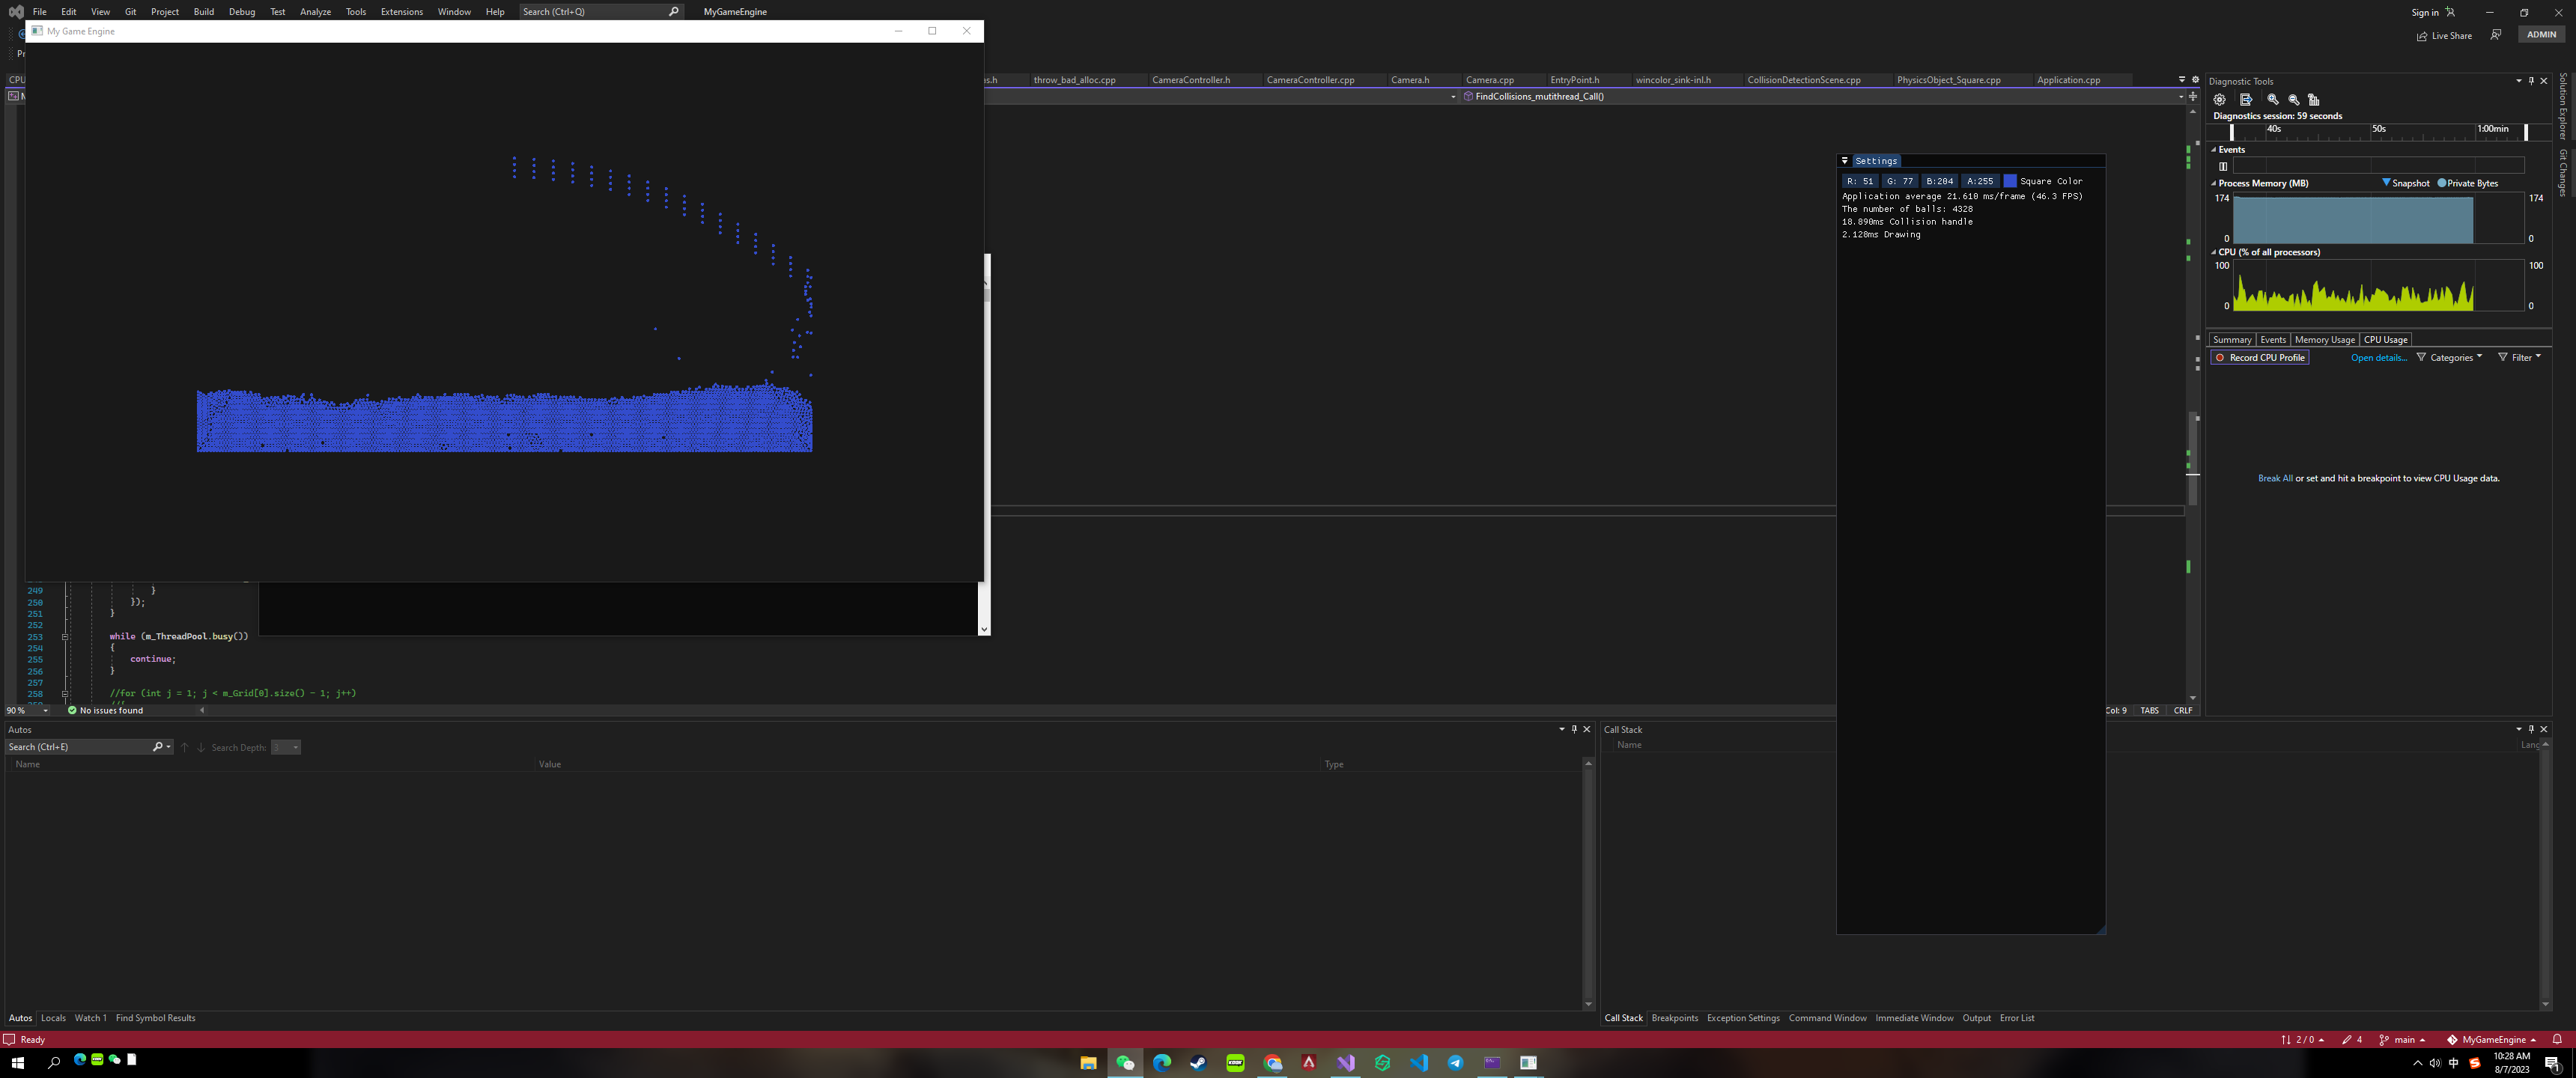 File Edit View Git Project Build Debug Test Analyze Tools Extensions Window Help Search (Ctrl+Q) MyGameEngine Sign in
My Game Engine
Live Share ADMIN
CPU throw_bad_alloc.cpp CameraController.h CameraController.cpp Camera.h Camera.cpp EntryPoint.h wincolor_sink-inl.h CollisionDetectionScene.cpp PhysicsObject_Square.cpp Application.cpp
FindCollisions_mutithread_Call()
Diagnostic Tools
Diagnostics session: 59 seconds
40s 50s 1:00min
Events
Process Memory (MB) Snapshot Private Bytes
174 174
0 0
CPU (% of all processors)
100 100
0 0
Summary Events Memory Usage CPU Usage
Record CPU Profile Open details... Categories Filter
Break All or set and hit a breakpoint to view CPU Usage data.
Solution Explorer
Git Changes
Settings
R: 51 G: 77 B:204 A:255 Square Color
Application average 21.610 ms/frame (46.3 FPS)
The number of balls: 4328
18.890ms Collision handle
2.128ms Drawing
249 }
250 });
251 }
252
253 while (m_ThreadPool.busy())
254 {
255 continue;
256 }
257
258 //for (int j = 1; j < m_Grid[0].size() - 1; j++)
90 % No issues found Col: 9 TABS CRLF
Autos
Search (Ctrl+E) Search Depth: 3
Name Value Type
Call Stack
Name Lang
Autos Locals Watch 1 Find Symbol Results
Call Stack Breakpoints Exception Settings Command Window Immediate Window Output Error List
Ready 2 / 0 4 main MyGameEngine
中 10:28 AM
8/7/2023